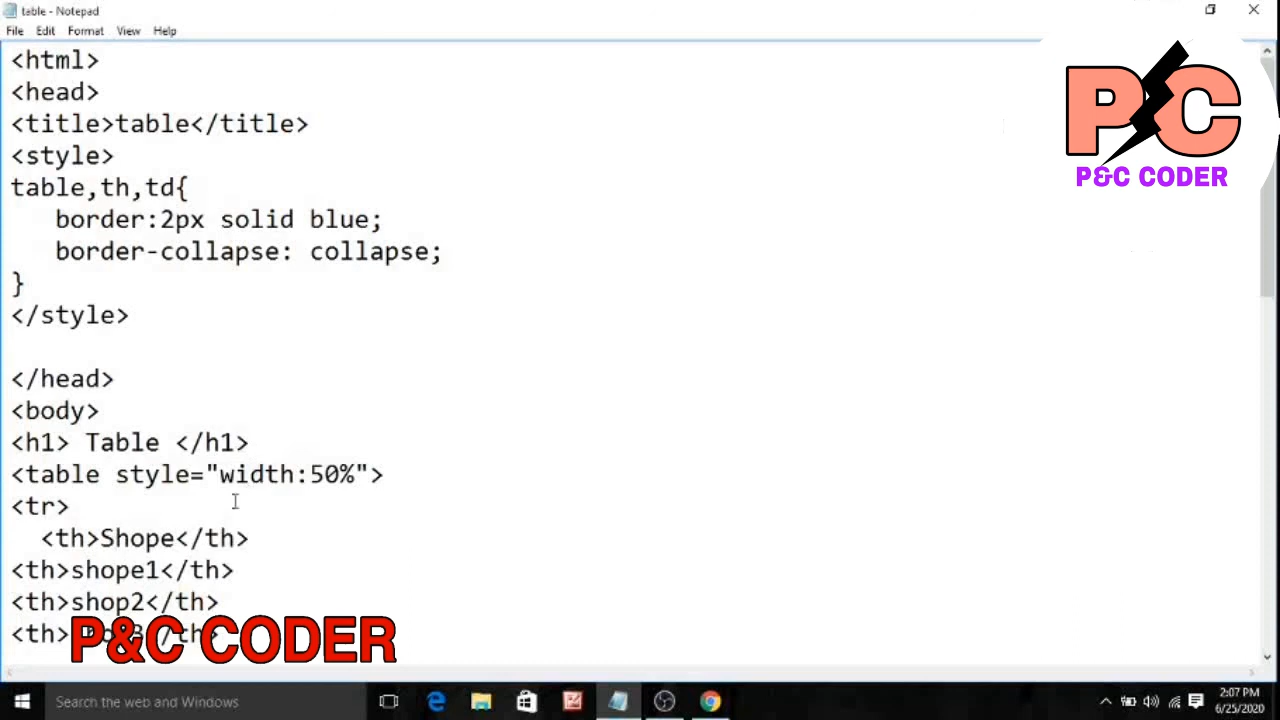 table - Notepad
File Edit Format View Help
<html>
<head>
<title>table</title>
<style>
table,th,td{
border:2px solid blue;
border-collapse: collapse;
}
</style>
</head>
<body>
<h1> Table </h1>
<table style="width:50%">
<tr>
<th>Shope</th>
<th>shope1</th>
<th>shop2</th>
<th>
P&C CODER
PC
P&C CODER
Search the web and Windows
2:07 PM
6/25/2020